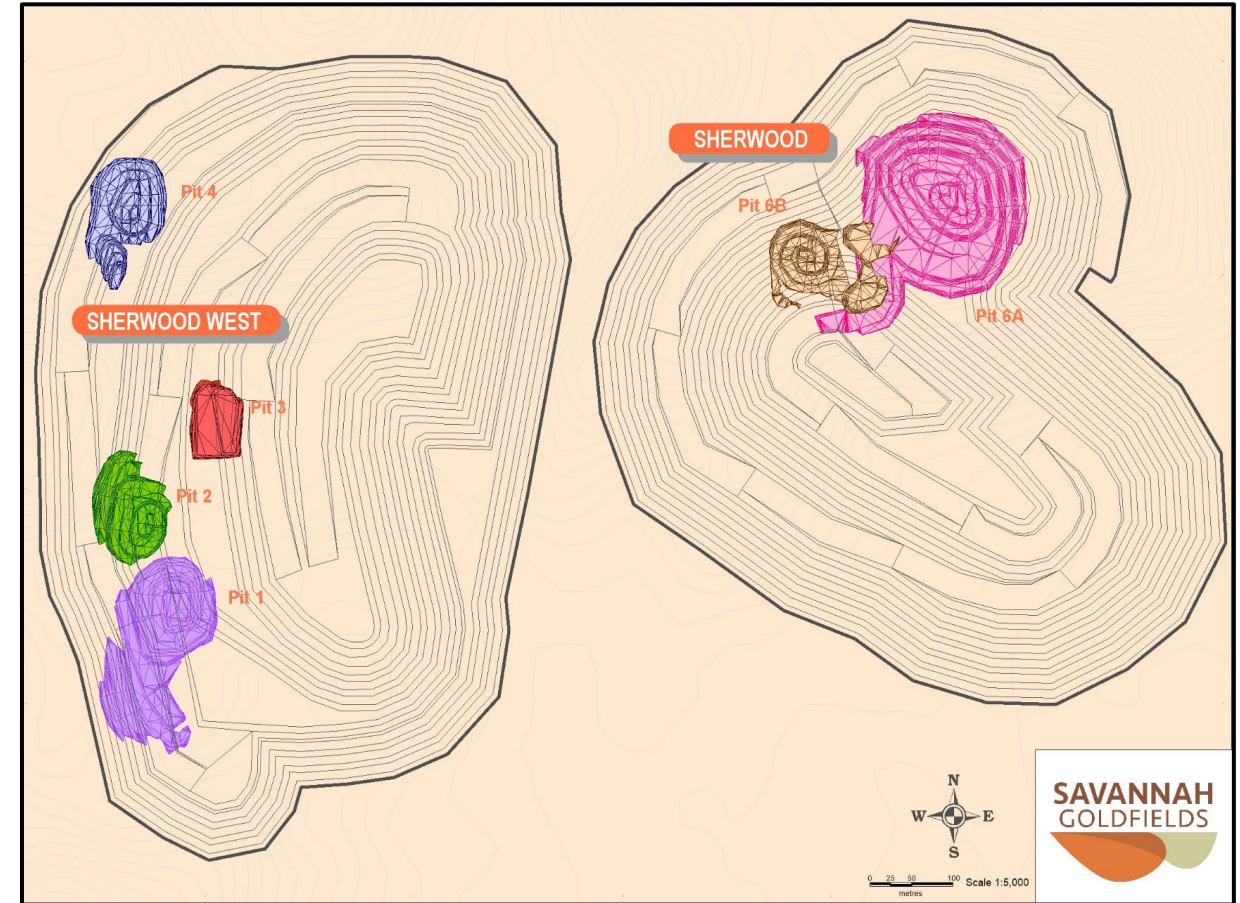 SHERWOOD
Pit 4
Pit 6B
SHERWOOD WEST
Pit 6A
Pit 3
Pit 2
Pit 1
N
W E
S
0 25 50 100 Scale 1:5,000
metres
SAVANNAH
GOLDFIELDS